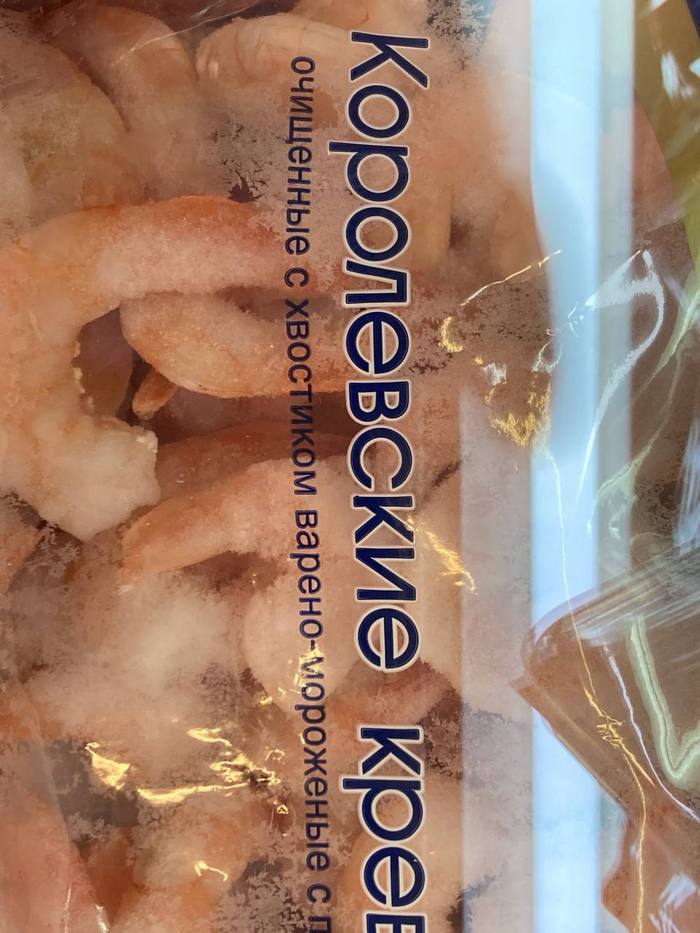 Королевские крев
очищенные с хвостиком варено-мороженые с п